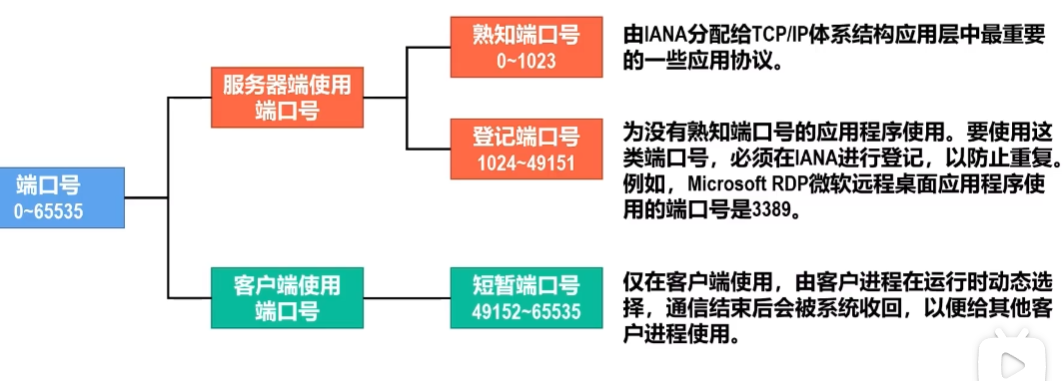 熟知端口号
0~1023
由IANA分配给TCP/IP体系结构应用层中最重要
的一些应用协议。
服务器端使用
端口号
登记端口号
1024~49151
为没有熟知端口号的应用程序使用。要使用这
类端口号，必须在IANA进行登记，以防止重复。
例如，Microsoft RDP微软远程桌面应用程序使
用的端口号是3389。
端口号
0~65535
客户端使用
端口号
短暂端口号
49152~65535
仅在客户端使用，由客户进程在运行时动态选
择，通信结束后会被系统收回，以便给其他客
户进程使用。